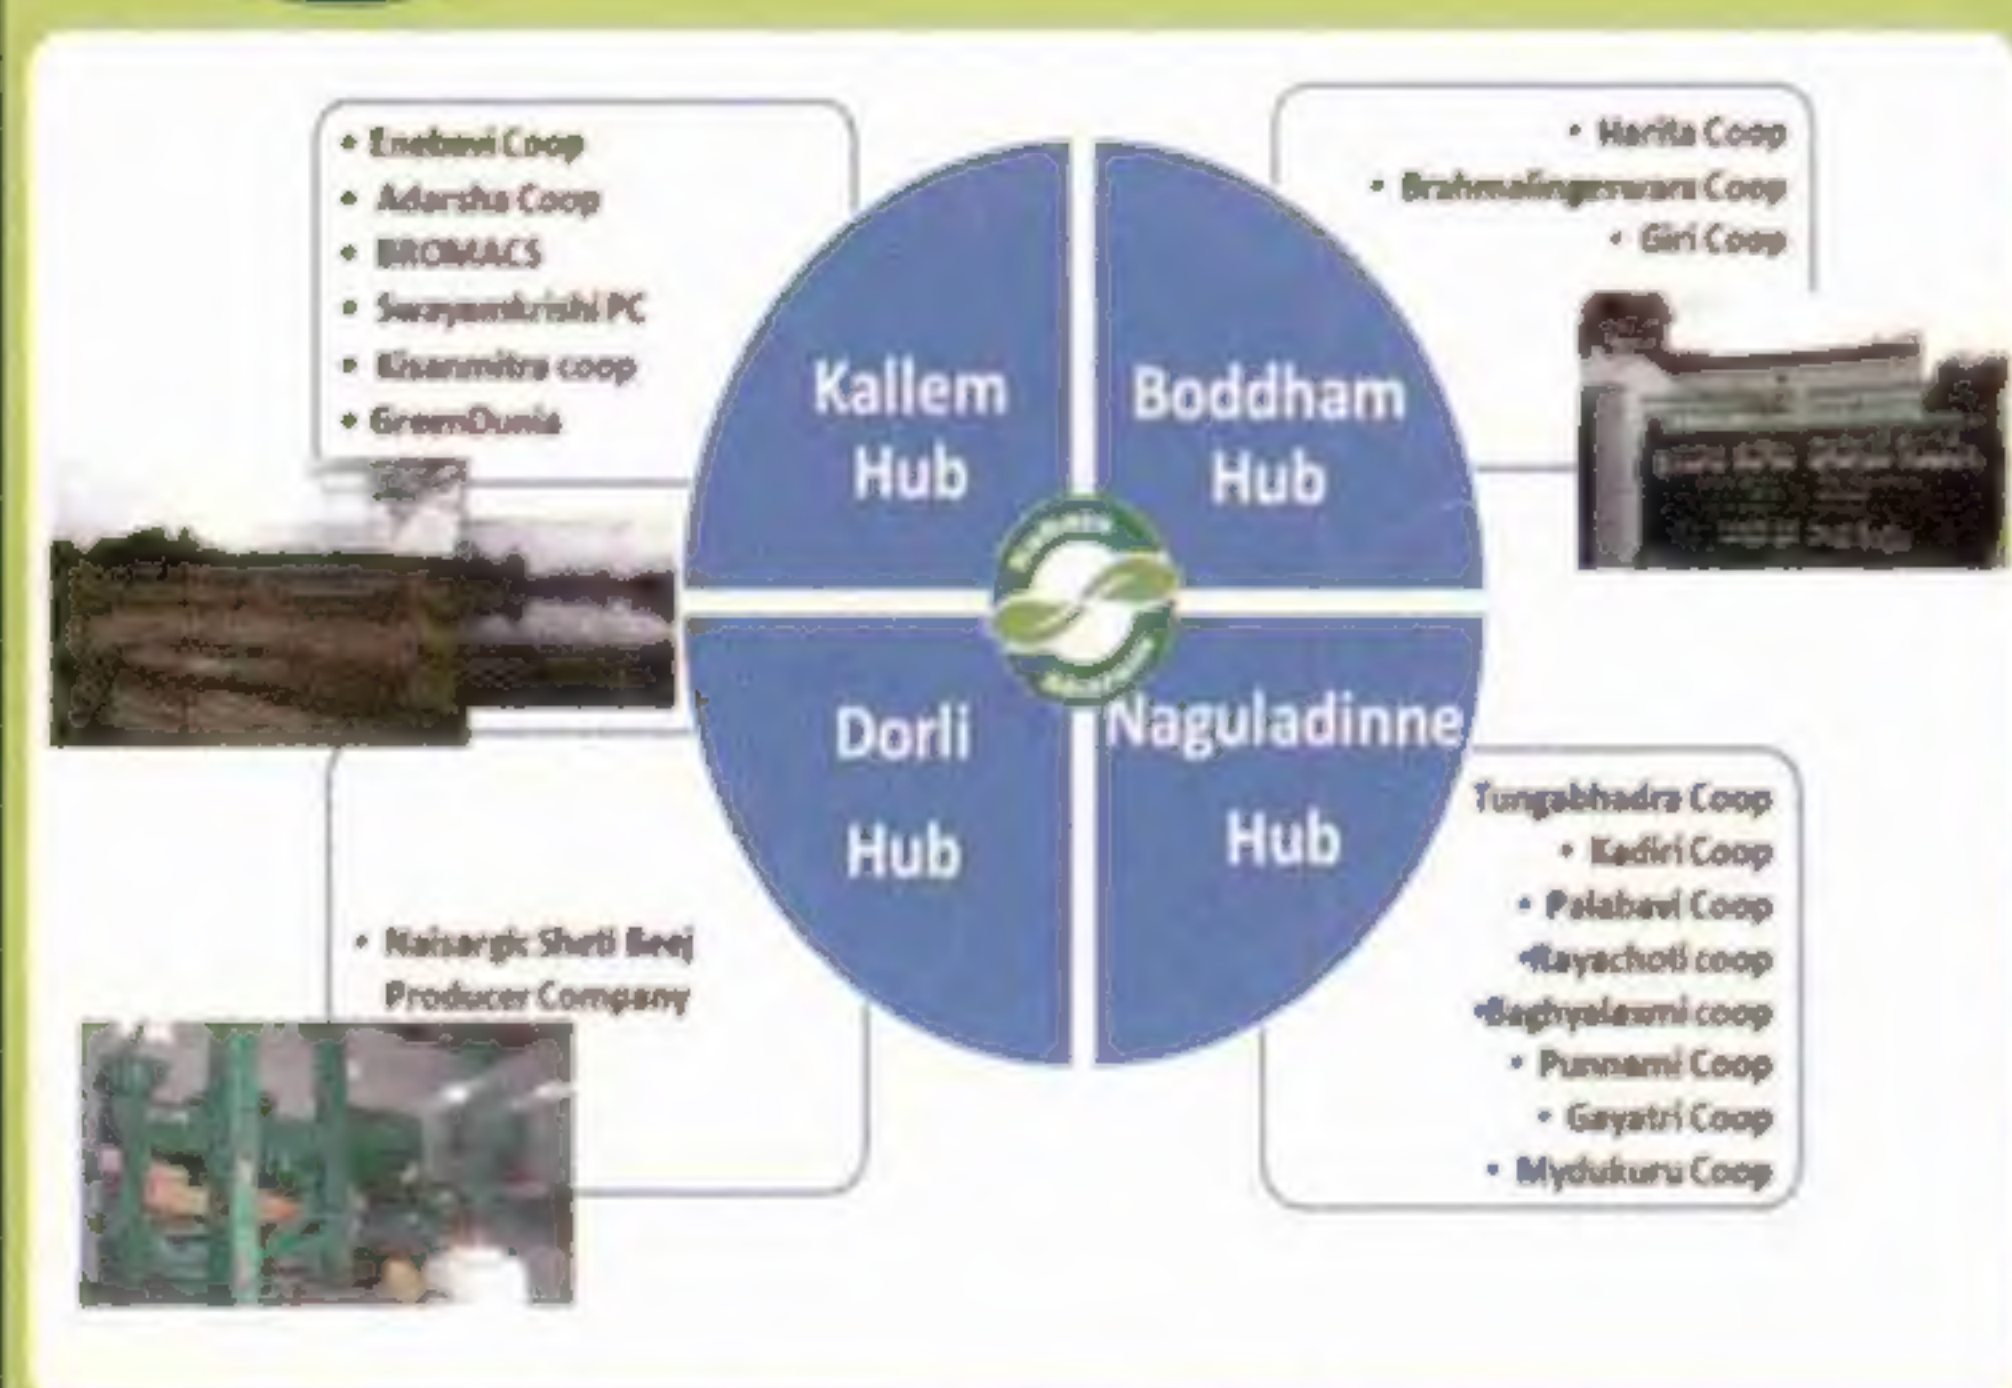 • Enebavi Coop
• Adarsha Coop
• BROMACS
• Swayamkrishi PC
• Kisanmitra coop
• GreenDunia
Kallem
Hub
• Harita Coop
• Brahmalingeswara Coop
• Giri Coop
Boddham
Hub
Dorli
Hub
• Naisargic Sheti Beej
Producer Company
Naguladinne
Hub
Tungabhadra Coop
• Kadiri Coop
• Palabavi Coop
•Rayachoti coop
•Baghyalaxmi coop
• Punnami Coop
• Gayatri Coop
• Mydukuru Coop